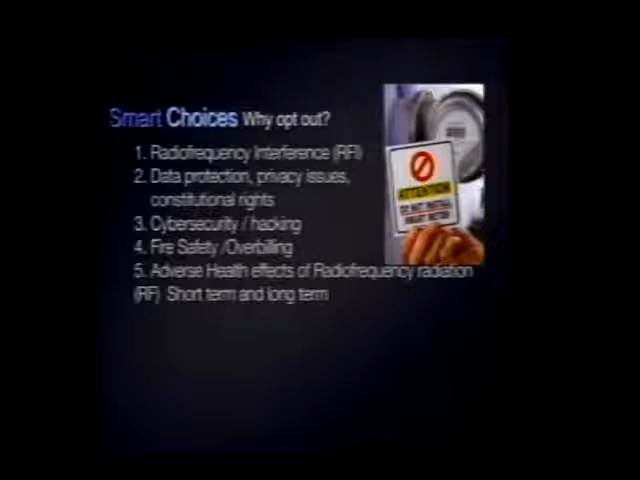 Smart Choices Why opt out?
1. Radiofrequency Interference (RFI)
2. Data protection, privacy issues,
constitutional rights
3. Cybersecurity / hacking
4. Fire Safety /Overbilling
5. Adverse Health effects of Radiofrequency radiation
(RF) Short term and long term
ATTENTION
DO NOT INSTALL
SMART METER